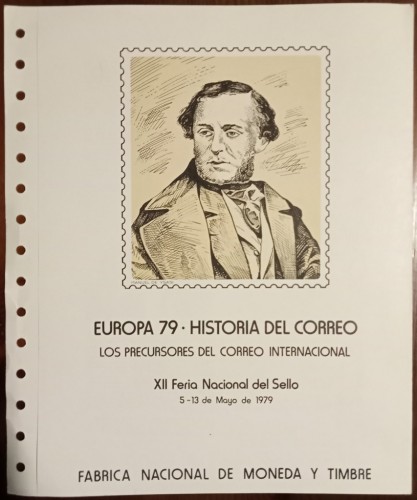 EUROPA 79 · HISTORIA DEL CORREO
LOS PRECURSORES DEL CORREO INTERNACIONAL
XII Feria Nacional del Sello
5 - 13 de Mayo de 1979
FABRICA NACIONAL DE MONEDA Y TIMBRE